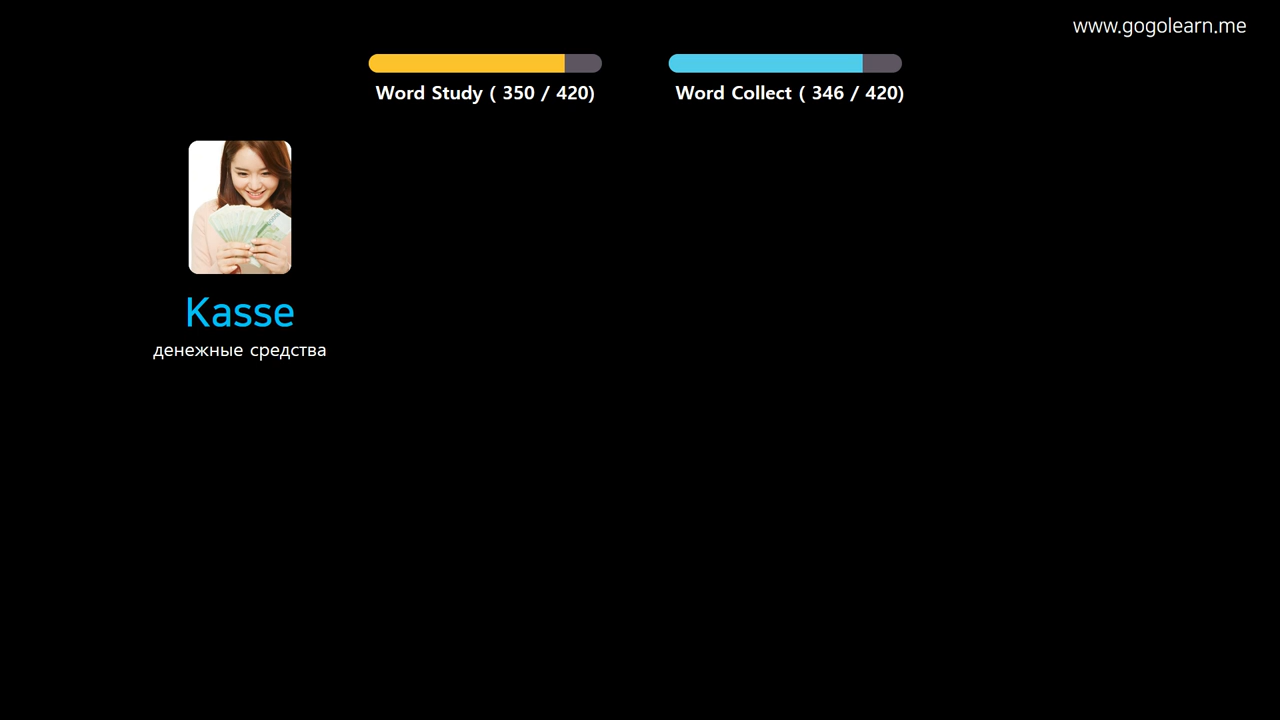 www.gogolearn.me
Word Study ( 350 / 420)
Word Collect ( 346 / 420)
Kasse
денежные средства